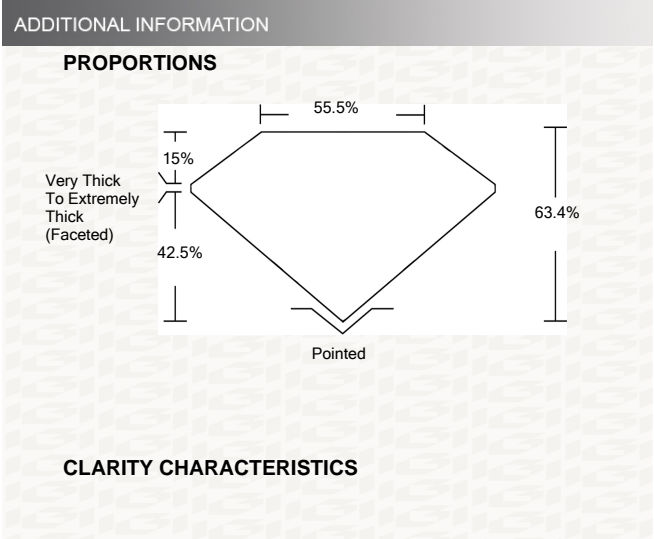 ADDITIONAL INFORMATION
PROPORTIONS
55.5%
15%
Very Thick
To Extremely
Thick
(Faceted)
63.4%
42.5%
Pointed
CLARITY CHARACTERISTICS